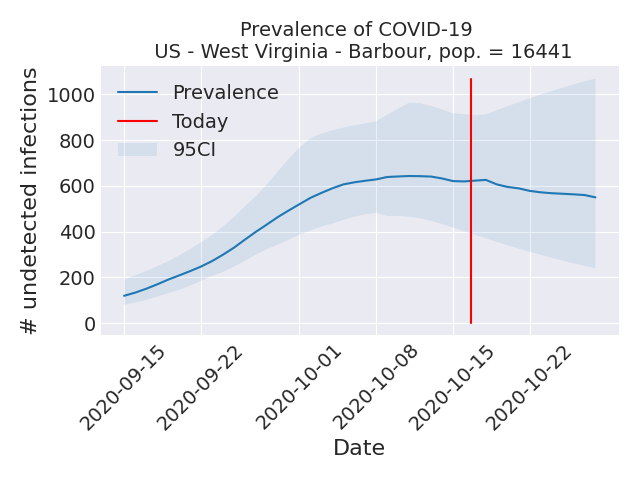 Prevalence of COVID-19
US - West Virginia - Barbour, pop. = 16441
# undetected infections
1000
800
600
400
200
0
Prevalence
Today
95CI
2020-09-15
2020-09-22
2020-10-01
2020-10-08
2020-10-15
2020-10-22
Date